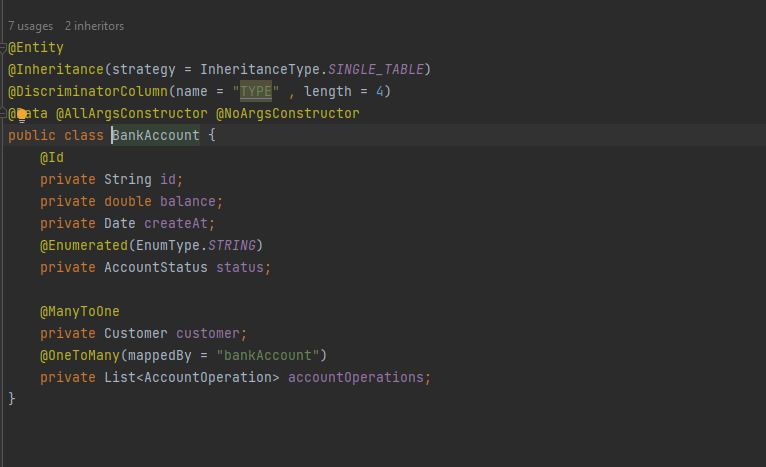 7 usages   2 inheritors
@Entity
@Inheritance(strategy = InheritanceType.SINGLE_TABLE)
@DiscriminatorColumn(name = "TYPE" , length = 4)
@Data @AllArgsConstructor @NoArgsConstructor
public class BankAccount {
    @Id
    private String id;
    private double balance;
    private Date createAt;
    @Enumerated(EnumType.STRING)
    private AccountStatus status;
    @ManyToOne
    private Customer customer;
    @OneToMany(mappedBy = "bankAccount")
    private List<AccountOperation> accountOperations;
}